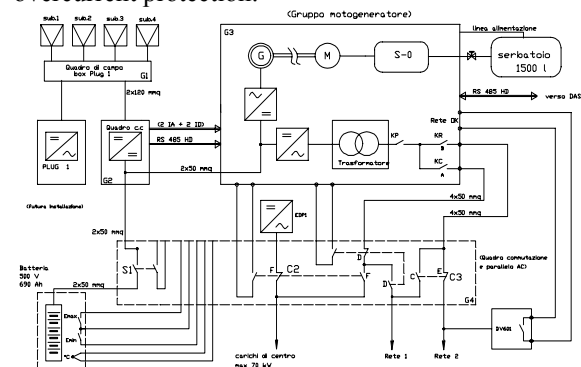 overcurrent protection.
(Gruppo motogeneratore)
sub.1 sub.2 sub.3 sub.4
G3
linea alimentazione
G
M
S-0
serbatoio
1500 l
Quadro di campo
box Plug 1
G1
2x120 mmq
RS 485 HD
verso DAS
Rete OK
Quadro c.c
(2 IA + 2 ID)
RS 485 HD
PLUG 1
G2
2x50 mmq
Trasformatore
KP
KR
B
KC
A
(Futura installazione)
4x50 mmq
4x50 mmq
EDP1
2x50 mmq
(Quadro commutazione
e parallelo AC)
Batteria
500 V
690 Ah
S1
F
C2
F
D
D
C
E
C3
G4
2x50 mmq
Emax
Emin
°C
DV601
carichi di centro
max 70 kV
Rete 1
Rete 2